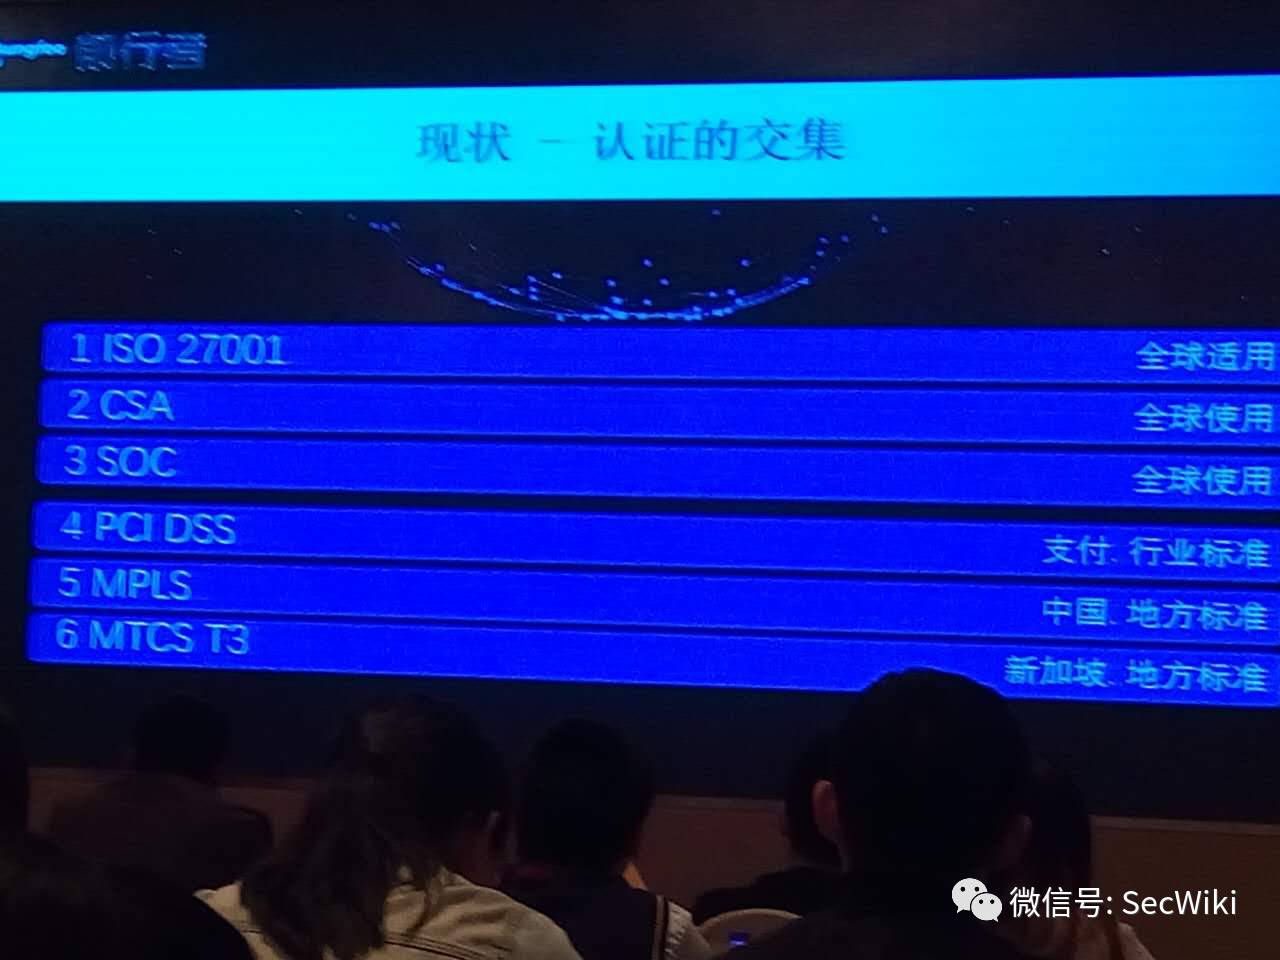 现状 - 认证的交集
1 ISO 27001 全球适用
2 CSA 全球使用
3 SOC 全球使用
4 PCI DSS 支付. 行业标准
5 MPLS 中国. 地方标准
6 MTCS T3 新加坡. 地方标准
微信号: SecWiki